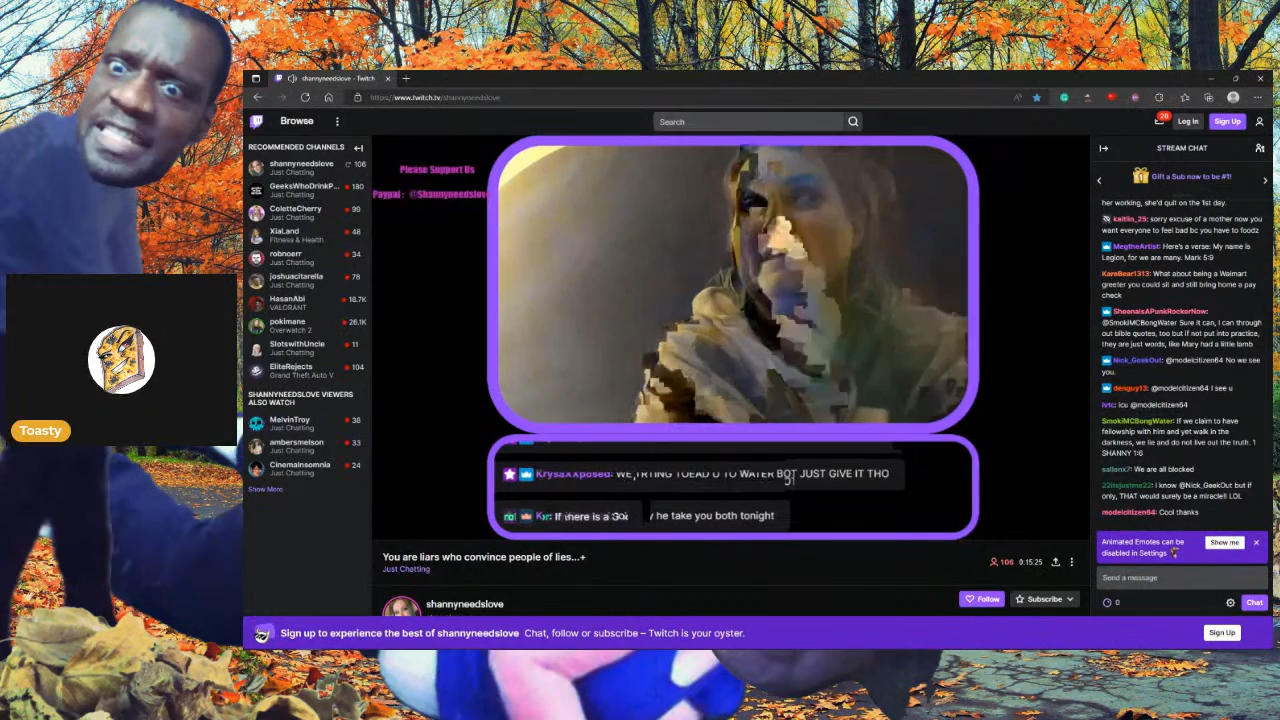 Toasty
shannyneedslove - Twitch
https://www.twitch.tv/shannyneedslove
Browse
Search
28
Log In
Sign Up
RECOMMENDED CHANNELS
shannyneedslove
106
Just Chatting
GeeksWhoDrinkP...
180
Just Chatting
ColetteCherry
99
Just Chatting
XiaLand
48
Fitness & Health
robnoerr
34
Just Chatting
joshuacitarella
78
Just Chatting
HasanAbi
18.7K
VALORANT
pokimane
26.1K
Overwatch 2
SlotswithUncle
11
Just Chatting
EliteRejects
104
Grand Theft Auto V
SHANNYNEEDSLOVE VIEWERS
ALSO WATCH
MelvinTroy
38
Just Chatting
ambersmelson
33
Just Chatting
CinemaInsomnia
24
Just Chatting
Show More
Please Support Us
Paypal: @Shannyneedslov
KrysaXxposed: WE TRYING TOEAD U TO WATER BOT JUST GIVE IT THO
If there is a
he take you both tonight
You are liars who convince people of lies...+
Just Chatting
106
0:15:25
shannyneedslove
Follow
Subscribe
STREAM CHAT
Gift a Sub now to be #1!
her working, she'd quit on the 1st day.
kaitlin_25: sorry excuse of a mother now you
want everyone to feel bad bc you have to foodz
MegtheArtist: Here's a verse: My name is
Legion, for we are many. Mark 5:9
KareBear1313: What about being a Walmart
greeter you could sit and still bring home a pay
check
SheenaIsAPunkRockerNow:
@SmokiMCBongWater Sure it can, I can through
out bible quotes, too but if not put into practice,
they are just words, like Mary had a little lamb
Nick_GeekOut: @modelcitizen64 No we see
you.
denguy13: @modelcitizen64 I see u
ivtc: icu @modelcitizen64
SmokiMCBongWater: If we claim to have
fellowship with him and yet walk in the
darkness, we lie and do not live out the truth. 1
SHANNY 1:6
sallenx7: We are all blocked
22itsjustme22: I know @Nick_GeekOut but if
only, THAT would surely be a miracle!! LOL
modelcitizen64: Cool thanks
Animated Emotes can be
disabled in Settings
Show me
Send a message
0
Chat
Sign up to experience the best of shannyneedslove Chat, follow or subscribe – Twitch is your oyster.
Sign Up